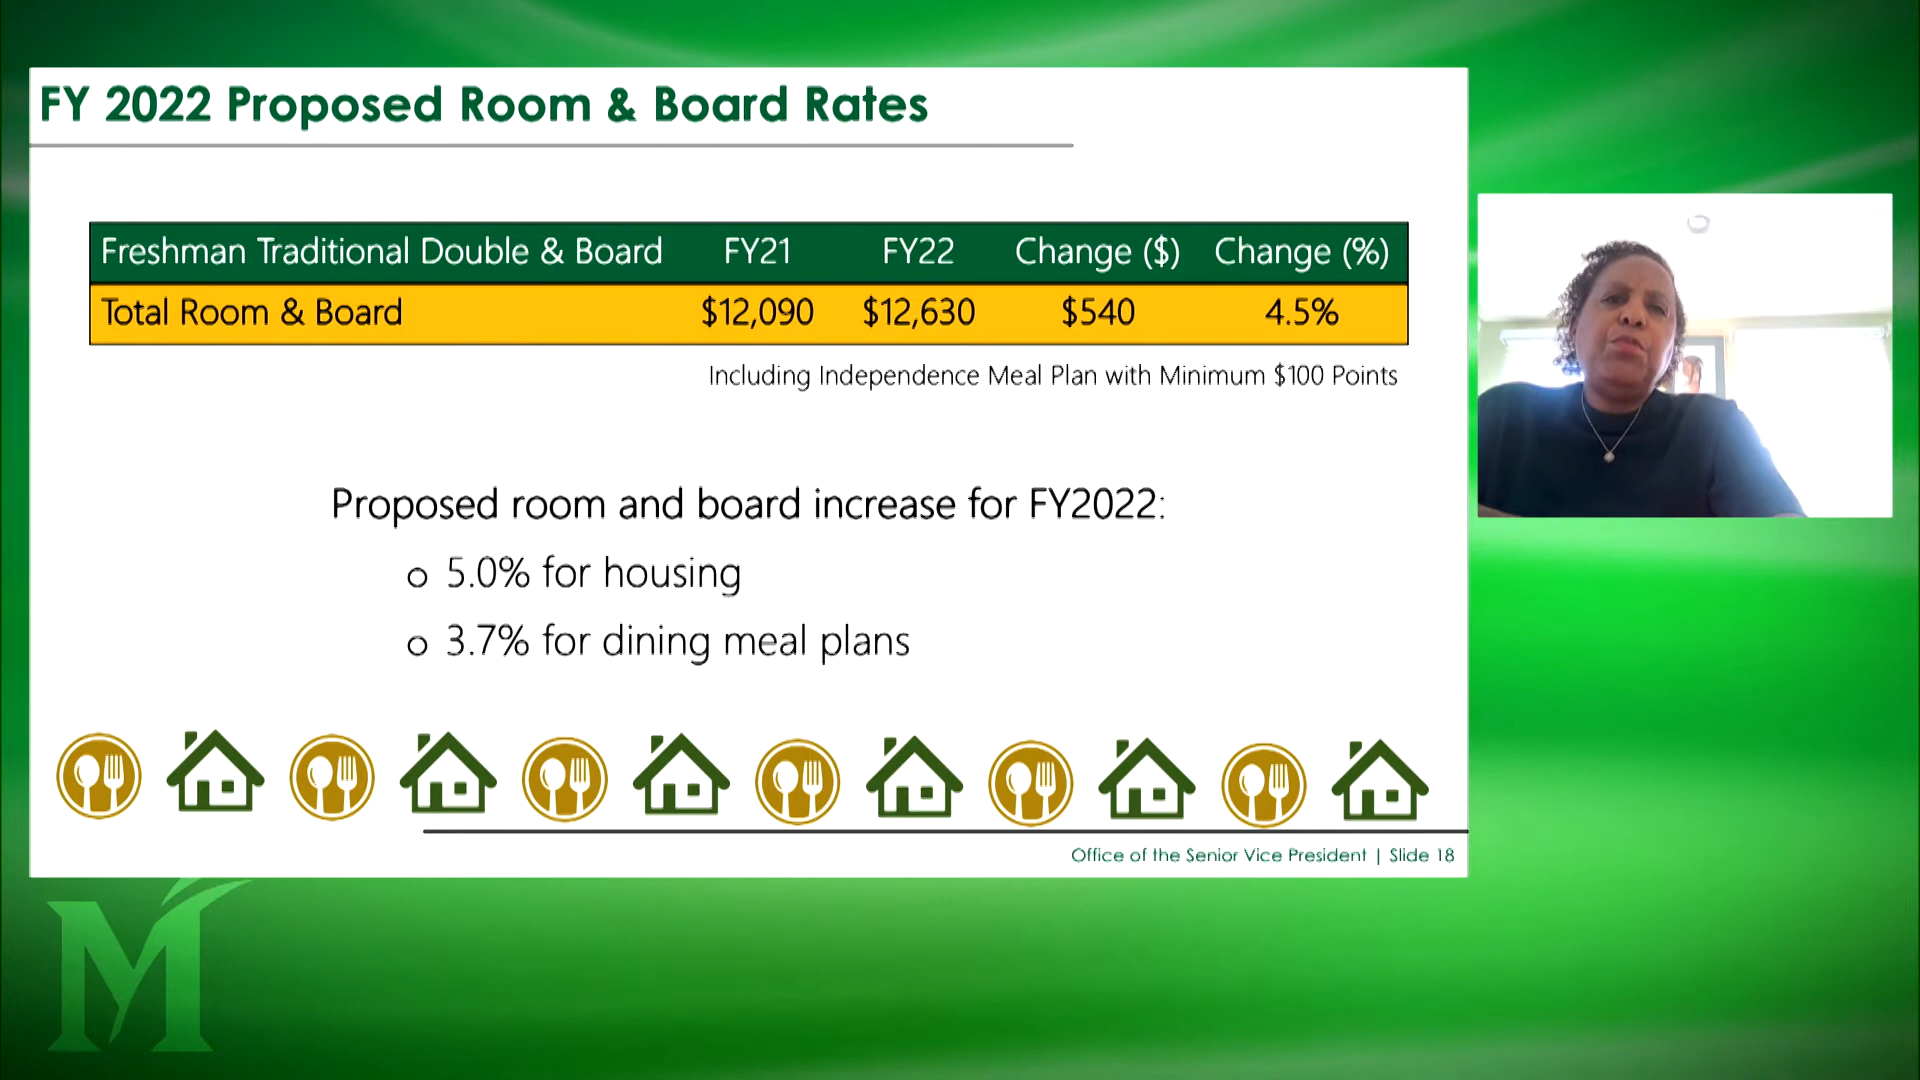 FY 2022 Proposed Room & Board Rates
Freshman Traditional Double & Board FY21 FY22 Change ($) Change (%)
Total Room & Board $12,090 $12,630 $540 4.5%
Including Independence Meal Plan with Minimum $100 Points
Proposed room and board increase for FY2022:
o 5.0% for housing
o 3.7% for dining meal plans
Office of the Senior Vice President | Slide 18
M